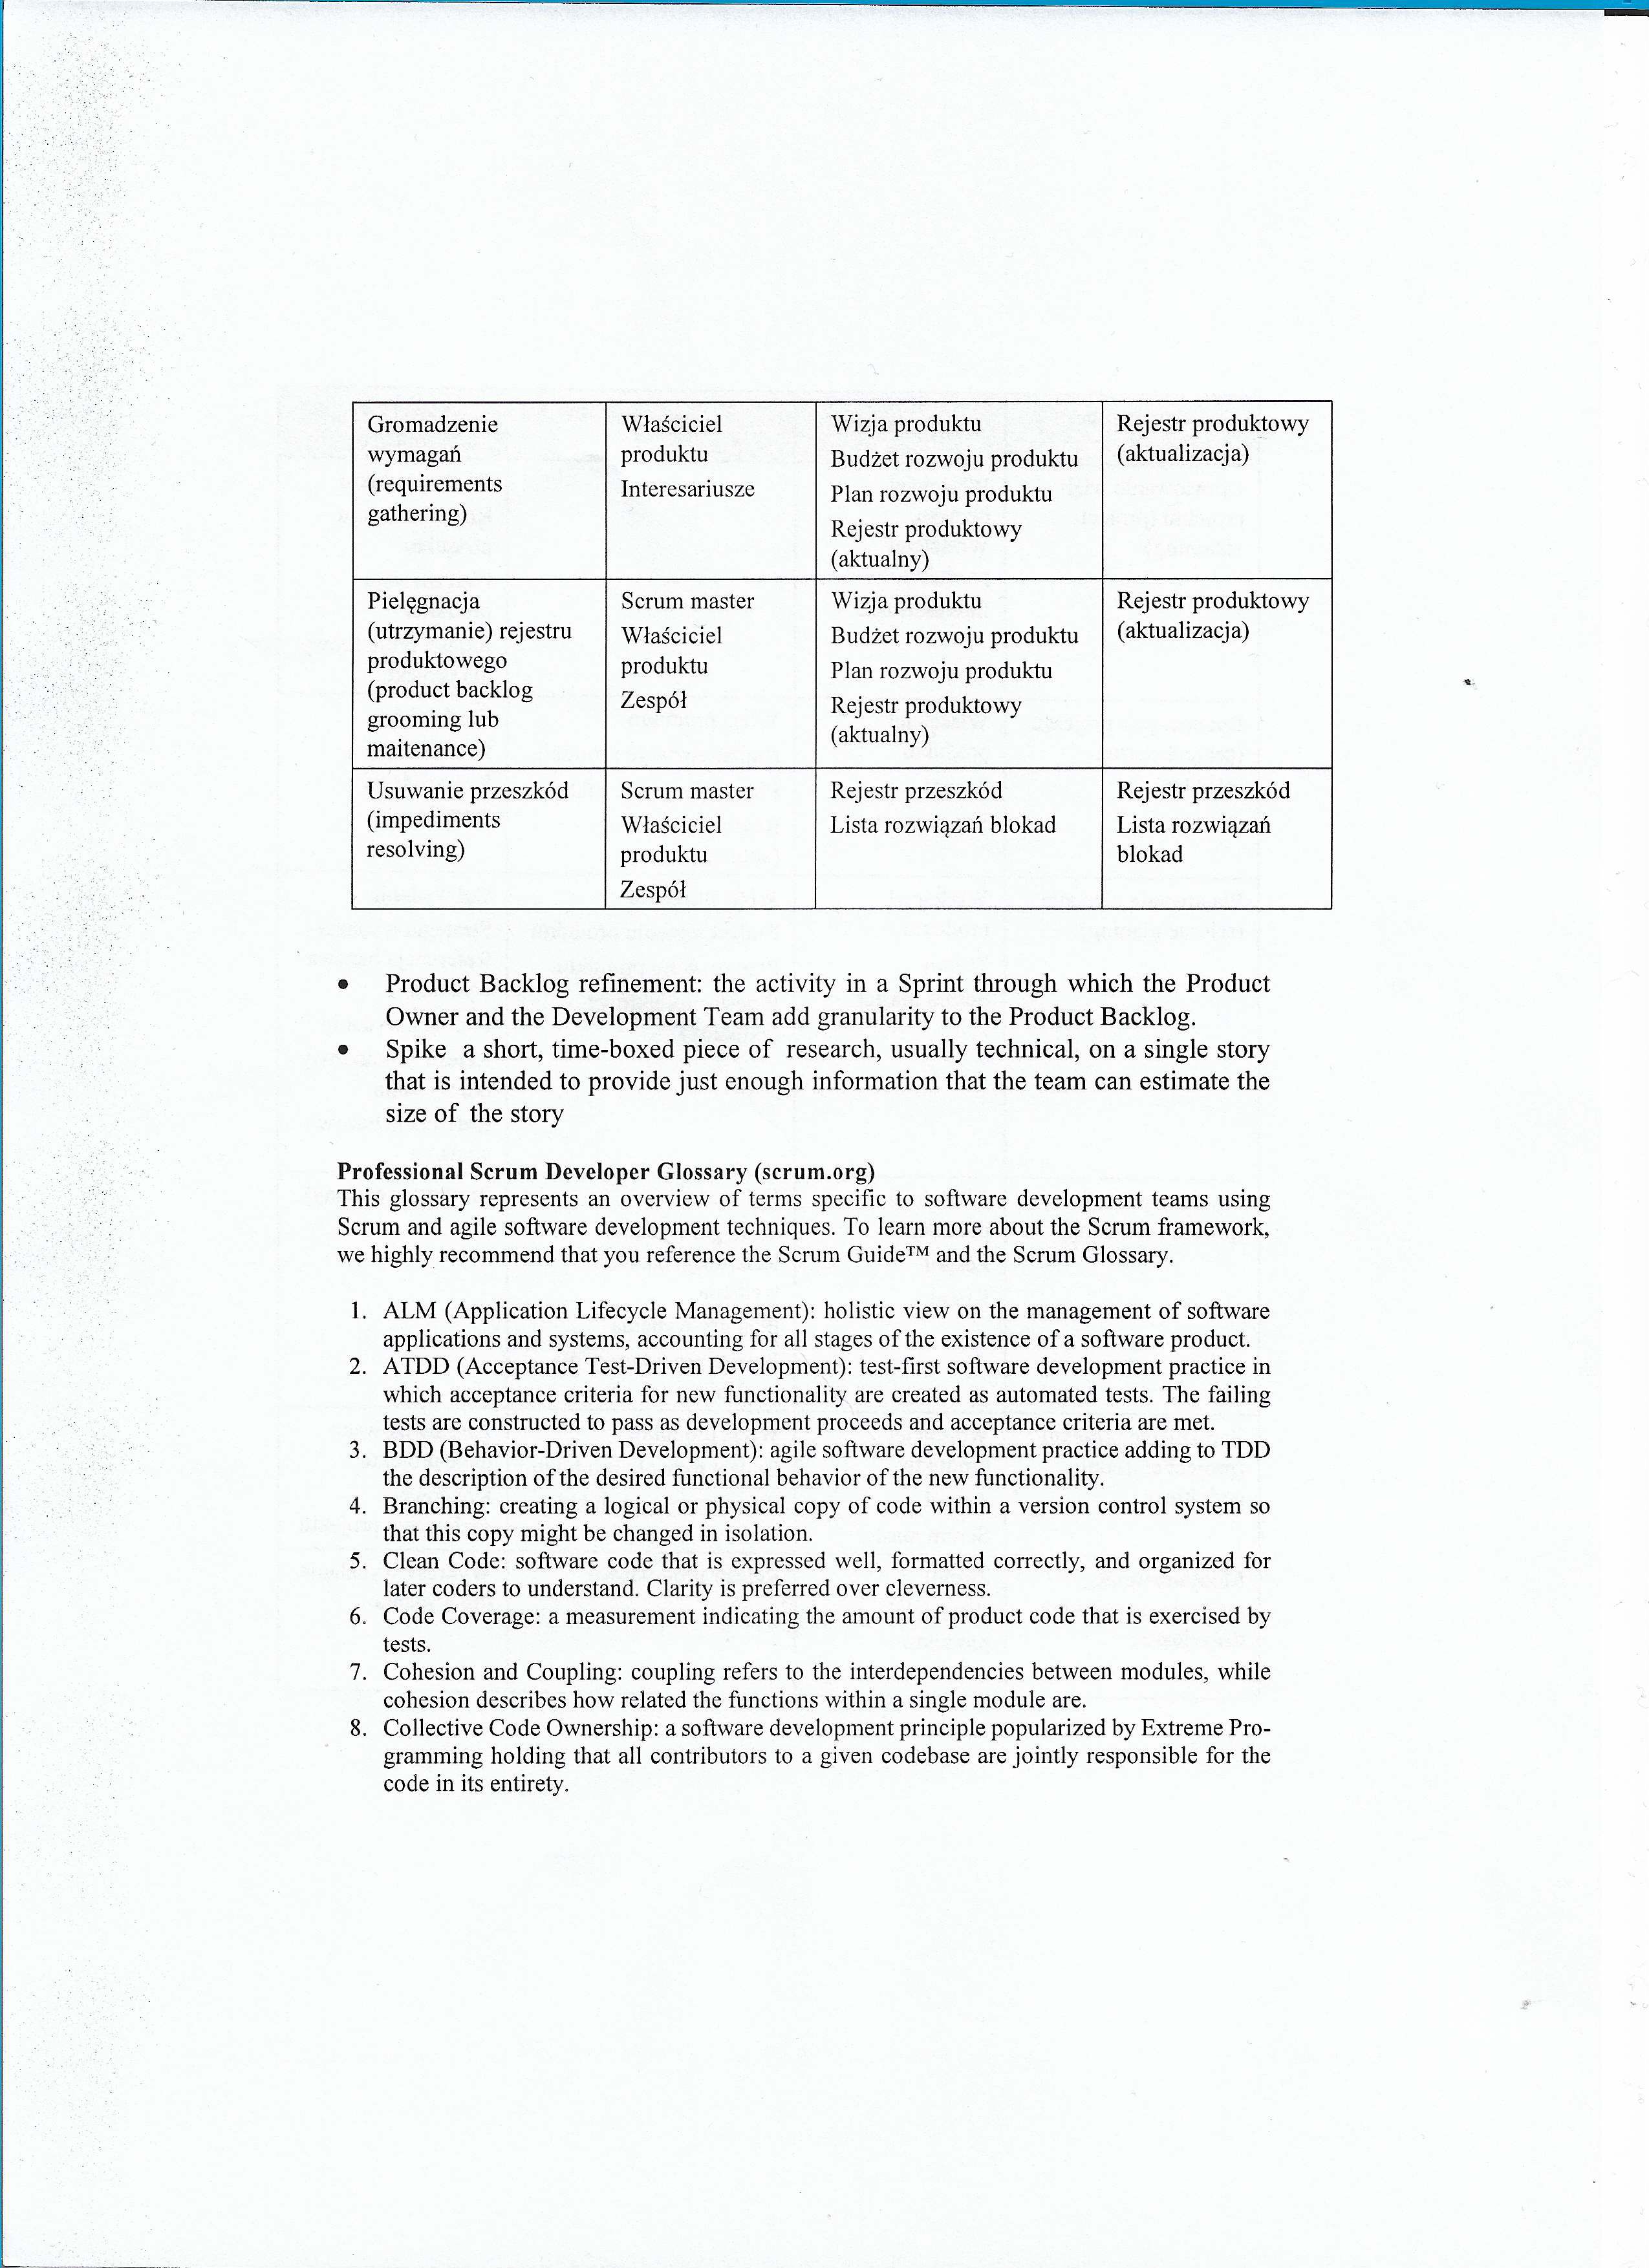 Gromadzenie
wymagań
(requirements
gathering)
Właściciel
produktu
Interesariusze
Wizja produktu
Budżet rozwoju produktu
Plan rozwoju produktu
Rejestr produktowy
(aktualny)
Rejestr produktowy
(aktualizacja)
Pielęgnacja
(utrzymanie) rejestru
produktowego
(product backlog
grooming lub
maitenance)
Scrum master
Właściciel
produktu
Zespół
Wizja produktu
Budżet rozwoju produktu
Plan rozwoju produktu
Rejestr produktowy
(aktualny)
Rejestr produktowy
(aktualizacja)
Usuwanie przeszkód
(impediments
resolving)
Scrum master
Właściciel
produktu
Zespół
Rejestr przeszkód
Lista rozwiązań blokad
Rejestr przeszkód
Lista rozwiązań
blokad
• Product Backlog refinement: the activity in a Sprint through which the Product
Owner and the Development Team add granularity to the Product Backlog.
• Spike a short, time-boxed piece of research, usually technical, on a single story
that is intended to provide just enough information that the team can estimate the
size of the story
Professional Scrum Developer Glossary (scrum.org)
This glossary represents an overview of terms specific to software development teams using
Scrum and agile software development techniques. To learn more about the Scrum framework,
we highly recommend that you reference the Scrum Guide™ and the Scrum Glossary.
1. ALM (Application Lifecycle Management): holistic view on the management of software
applications and systems, accounting for all stages of the existence of a software product.
2. ATDD (Acceptance Test-Driven Development): test-first software development practice in
which acceptance criteria for new functionality are created as automated tests. The failing
tests are constructed to pass as development proceeds and acceptance criteria are met.
3. BDD (Behavior-Driven Development): agile software development practice adding to TDD
the description of the desired functional behavior of the new functionality.
4. Branching: creating a logical or physical copy of code within a version control system so
that this copy might be changed in isolation.
5. Clean Code: software code that is expressed well, formatted correctly, and organized for
later coders to understand. Clarity is preferred over cleverness.
6. Code Coverage: a measurement indicating the amount of product code that is exercised by
tests.
7. Cohesion and Coupling: coupling refers to the interdependencies between modules, while
cohesion describes how related the functions within a single module are.
8. Collective Code Ownership: a software development principle popularized by Extreme Pro-
gramming holding that all contributors to a given codebase are jointly responsible for the
code in its entirety.